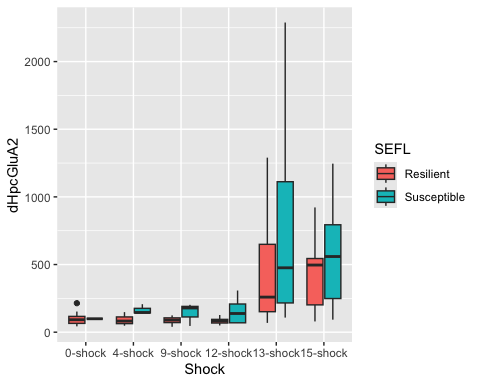 dHpcGluA2
2000
1500
1000
500
0
0-shock 4-shock 9-shock 12-shock 13-shock 15-shock
Shock
SEFL
Resilient
Susceptible